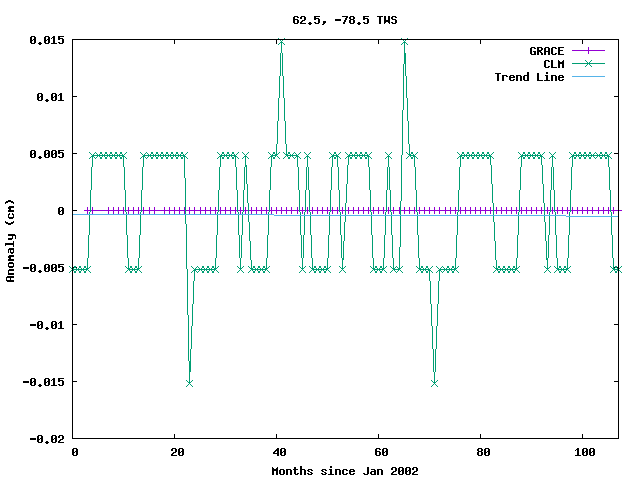 62.5, -78.5 TWS
GRACE
CLM
Trend Line
0.015
0.01
0.005
0
-0.005
-0.01
-0.015
-0.02
Anomaly (cm)
0 20 40 60 80 100
Months since Jan 2002